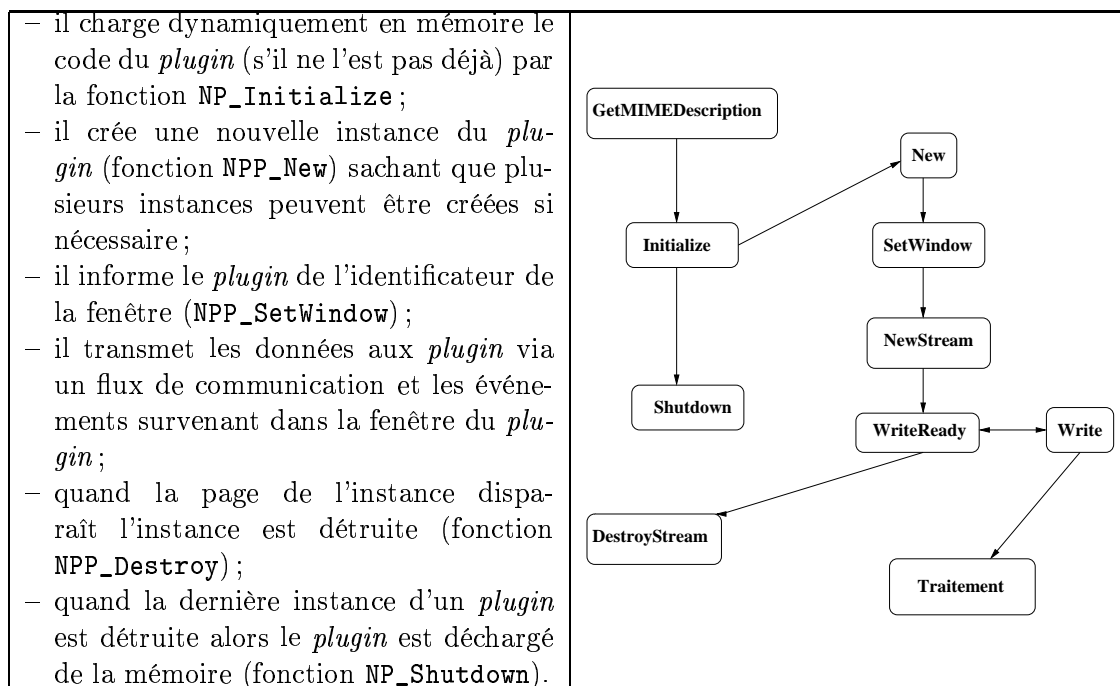 – il charge dynamiquement en mémoire le
code du plugin (s'il ne l'est pas déjà) par
la fonction NP_Initialize ;
– il crée une nouvelle instance du plu-
gin (fonction NPP_New) sachant que plu-
sieurs instances peuvent être créées si
nécessaire ;
– il informe le plugin de l'identificateur de
la fenêtre (NPP_SetWindow) ;
– il transmet les données aux plugin via
un flux de communication et les événe-
ments survenant dans la fenêtre du plu-
gin ;
– quand la page de l'instance dispa-
raît l'instance est détruite (fonction
NPP_Destroy) ;
– quand la dernière instance d'un plugin
est détruite alors le plugin est déchargé
de la mémoire (fonction NP_Shutdown).
GetMIMEDescription
New
Initialize
SetWindow
NewStream
Shutdown
WriteReady
Write
DestroyStream
Traitement